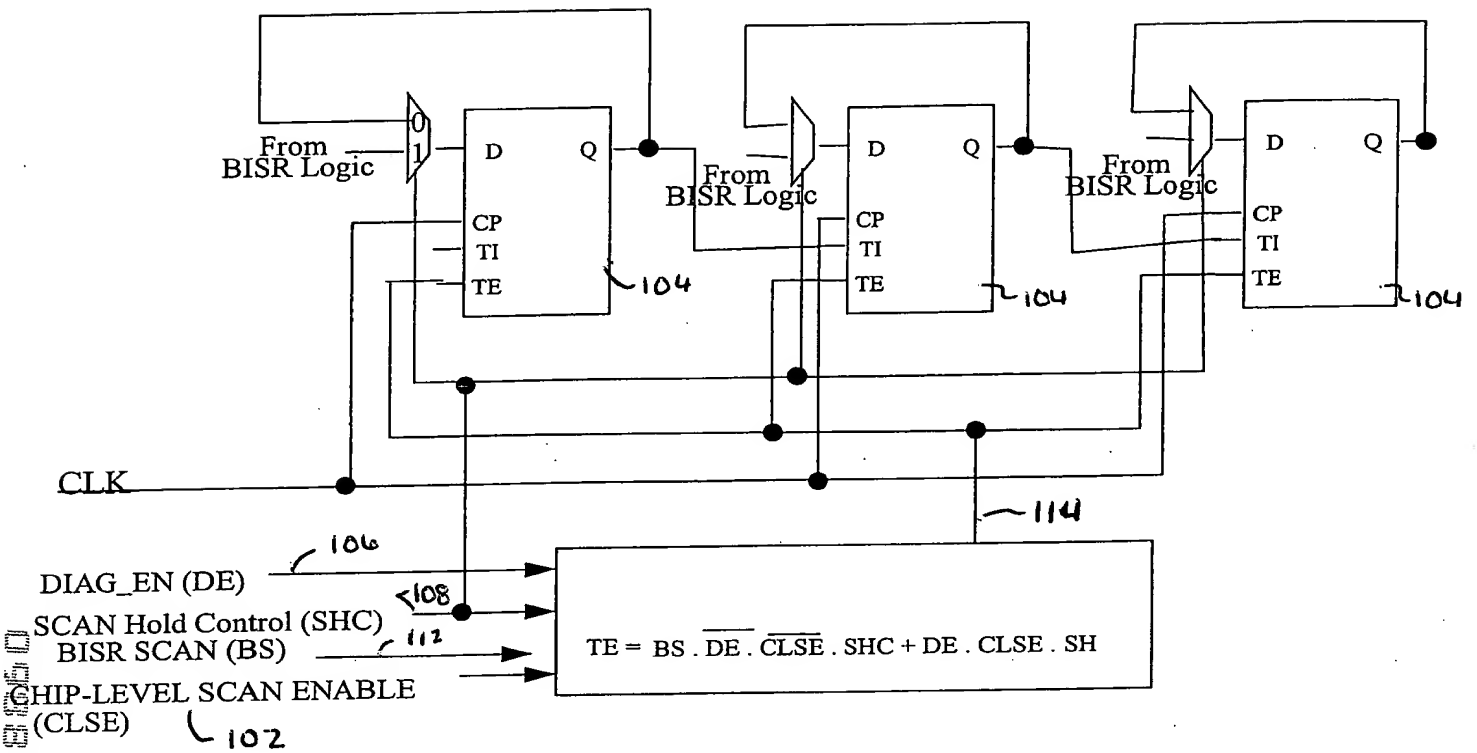 From
BISR Logic
0
1
D
Q
CP
TI
TE
104
From
BISR Logic
D
Q
CP
TI
TE
104
From
BISR Logic
D
Q
CP
TI
TE
104
CLK
114
106
DIAG_EN (DE)
108
SCAN Hold Control (SHC)
BISR SCAN (BS)
112
TE = BS . \overline{DE} . \overline{CLSE} . SHC + DE . CLSE . SH
CHIP-LEVEL SCAN ENABLE
(CLSE)
102